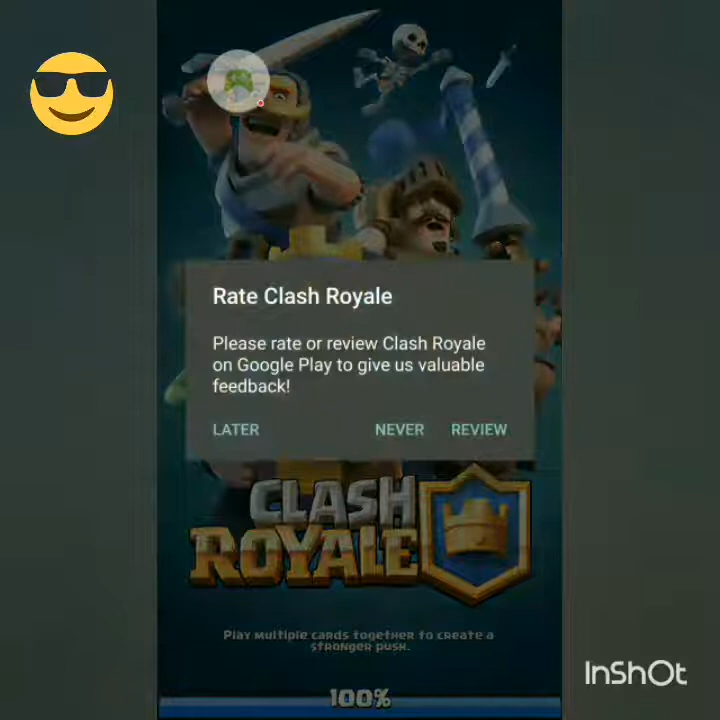 Rate Clash Royale
Please rate or review Clash Royale
on Google Play to give us valuable
feedback!
LATER NEVER REVIEW
CLASH
ROYALE
Play multiple cards together to create a
stronger push.
InShOt
100%